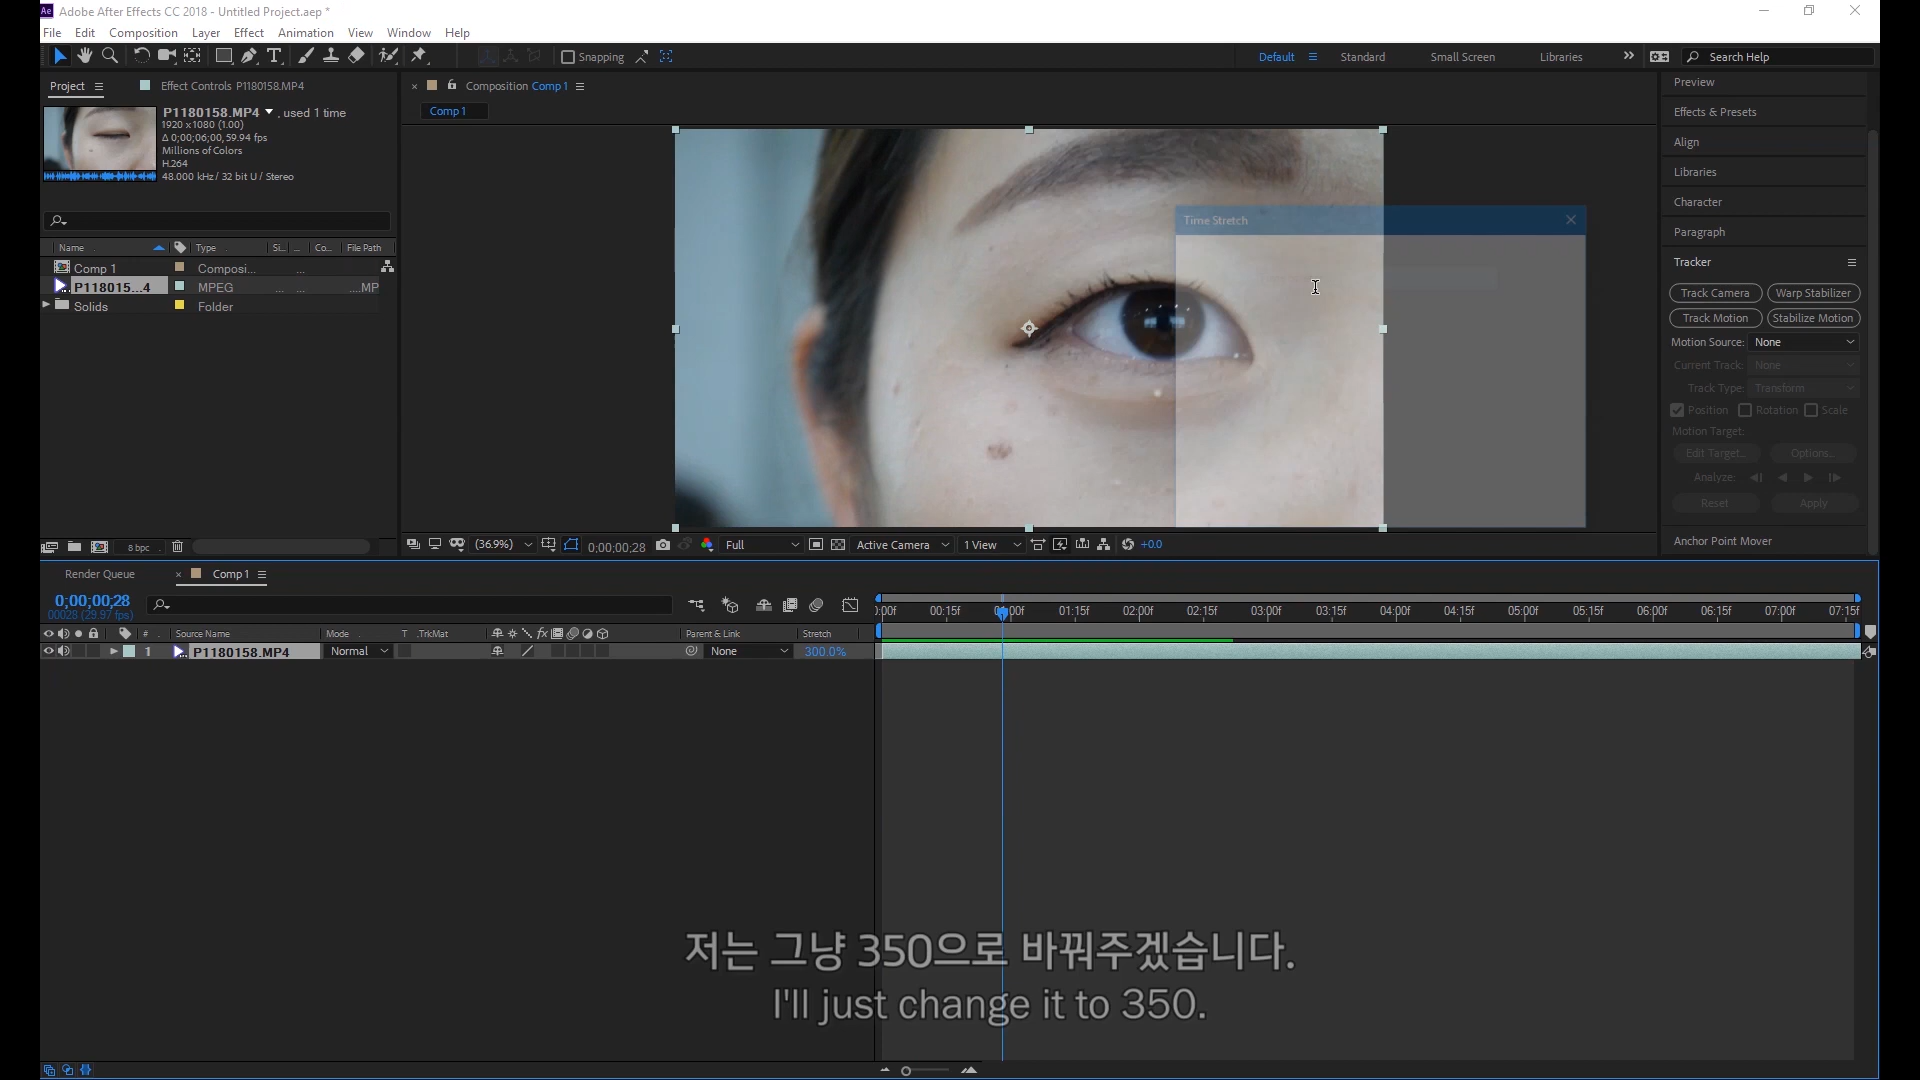 Adobe After Effects CC 2018 - Untitled Project.aep *
File Edit Composition Layer Effect Animation View Window Help
Snapping
Default Standard Small Screen Libraries Search Help
Project Effect Controls P1180158.MP4
P1180158.MP4 , used 1 time
1920 x 1080 (1.00)
Δ 0;00;06;00, 59.94 fps
Millions of Colors
H.264
48.000 kHz / 32 bit U / Stereo
Name Type Si... ... Co... File Path
Comp 1 Composi... ...
P118015...4 MPEG ... ... ....MP
Solids Folder
8 bpc
Composition Comp 1
Comp 1
Time Stretch
(36.9%) 0;00;00;28 Full Active Camera 1 View +0.0
Preview
Effects & Presets
Align
Libraries
Character
Paragraph
Tracker
Track Camera Warp Stabilizer
Track Motion Stabilize Motion
Motion Source: None
Current Track: None
Track Type: Transform
Position Rotation Scale
Motion Target:
Edit Target... Options...
Analyze:
Reset Apply
Anchor Point Mover
Render Queue Comp 1
0;00;00;28
00028 (29.97 fps)
):00f 00:15f 01:00f 01:15f 02:00f 02:15f 03:00f 03:15f 04:00f 04:15f 05:00f 05:15f 06:00f 06:15f 07:00f 07:15f
# Source Name Mode T .TrkMat fx Parent & Link Stretch
1 P1180158.MP4 Normal None 300.0%
저는 그냥 350으로 바꿔주겠습니다.
I'll just change it to 350.